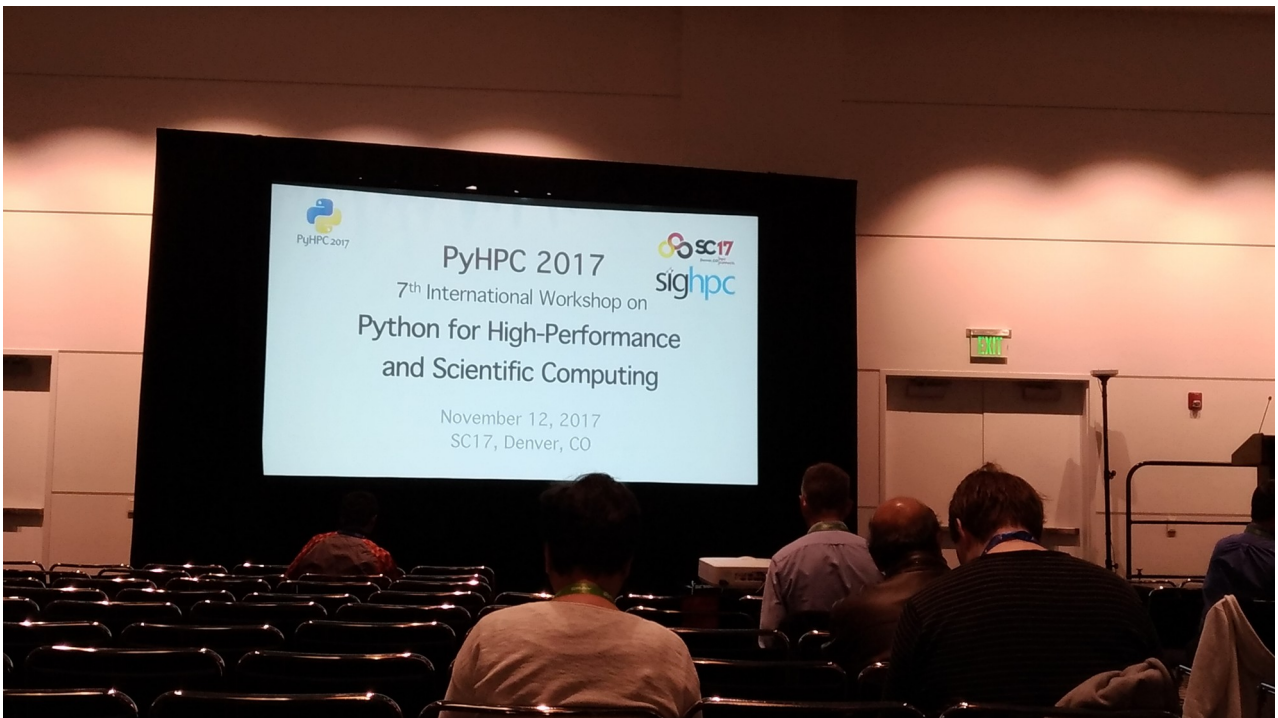 PyHPC 2017
SC17
sighpc
PyHPC 2017
7th International Workshop on
Python for High-Performance
and Scientific Computing
November 12, 2017
SC17, Denver, CO
EXIT